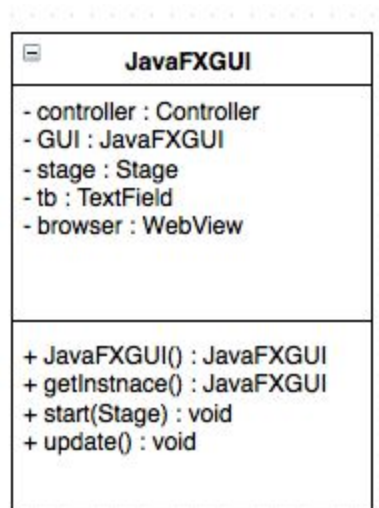 JavaFXGUI
- controller : Controller
- GUI : JavaFXGUI
- stage : Stage
- tb : TextField
- browser : WebView
+ JavaFXGUI() : JavaFXGUI
+ getInstnace() : JavaFXGUI
+ start(Stage) : void
+ update() : void